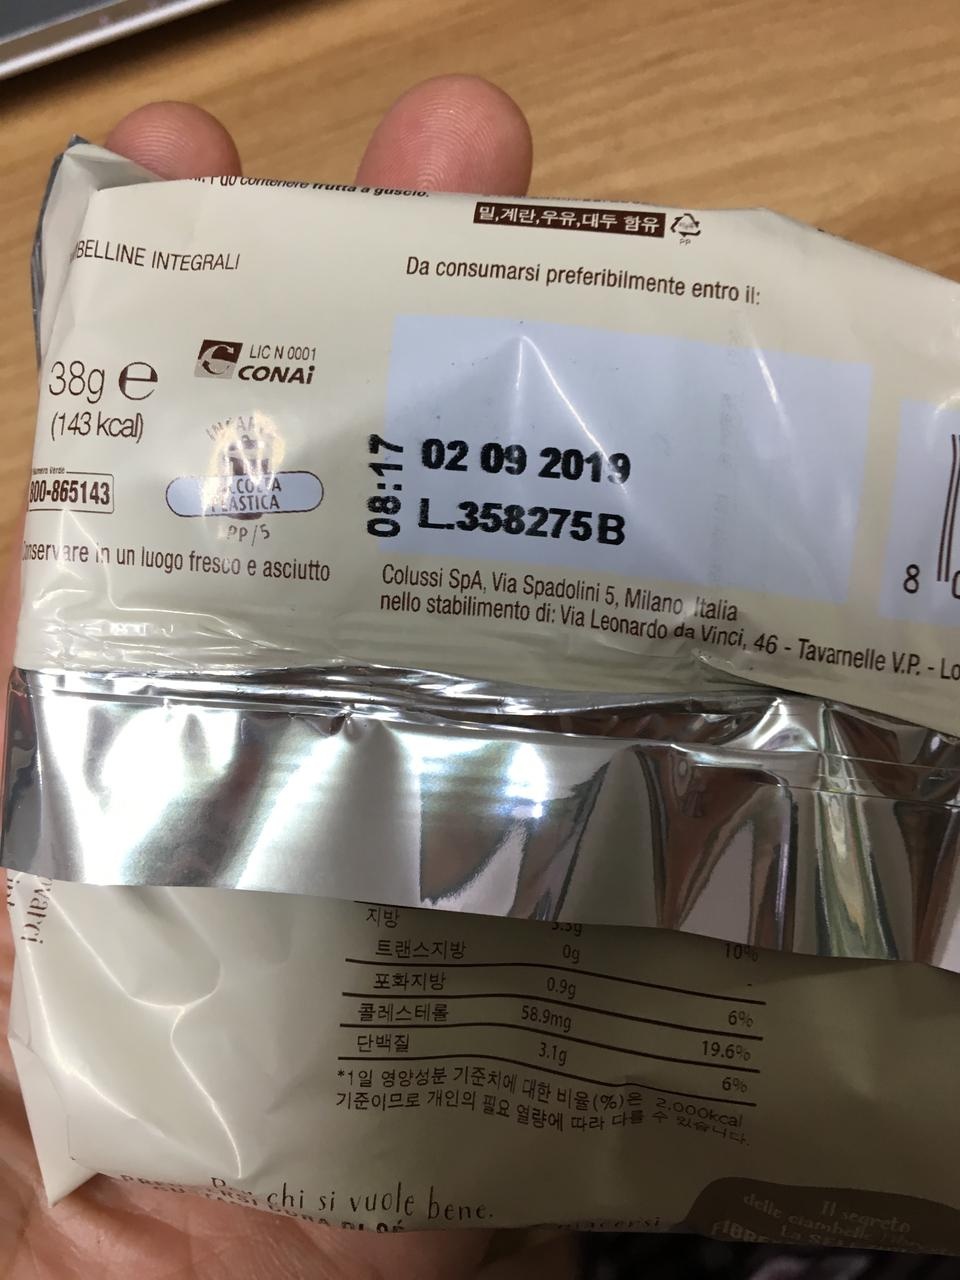 Può contenere frutta a guscio.
밀,계란,우유,대두 함유
PP
BELLINE INTEGRALI
Da consumarsi preferibilmente entro il:
38g e
(143 kcal)
LIC N 0001
CONAI
Numero Verde
800-865143
PLASTICA
PP/5
08:17
02 09 2019
L.358275B
Conservare in un luogo fresco e asciutto
Colussi SpA, Via Spadolini 5, Milano, Italia
nello stabilimento di: Via Leonardo da Vinci, 46 - Tavarnelle V.P. - Lo
8
지방 10%
트랜스지방 0g -
포화지방 0.9g 6%
콜레스테롤 58.9mg 19.6%
단백질 3.1g 6%
*1일 영양성분 기준치에 대한 비율(%)은 2,000kcal
기준이므로 개인의 필요 열량에 따라 다를 수 있습니다.
chi si vuole bene.
Il segreto
delle ciambelle